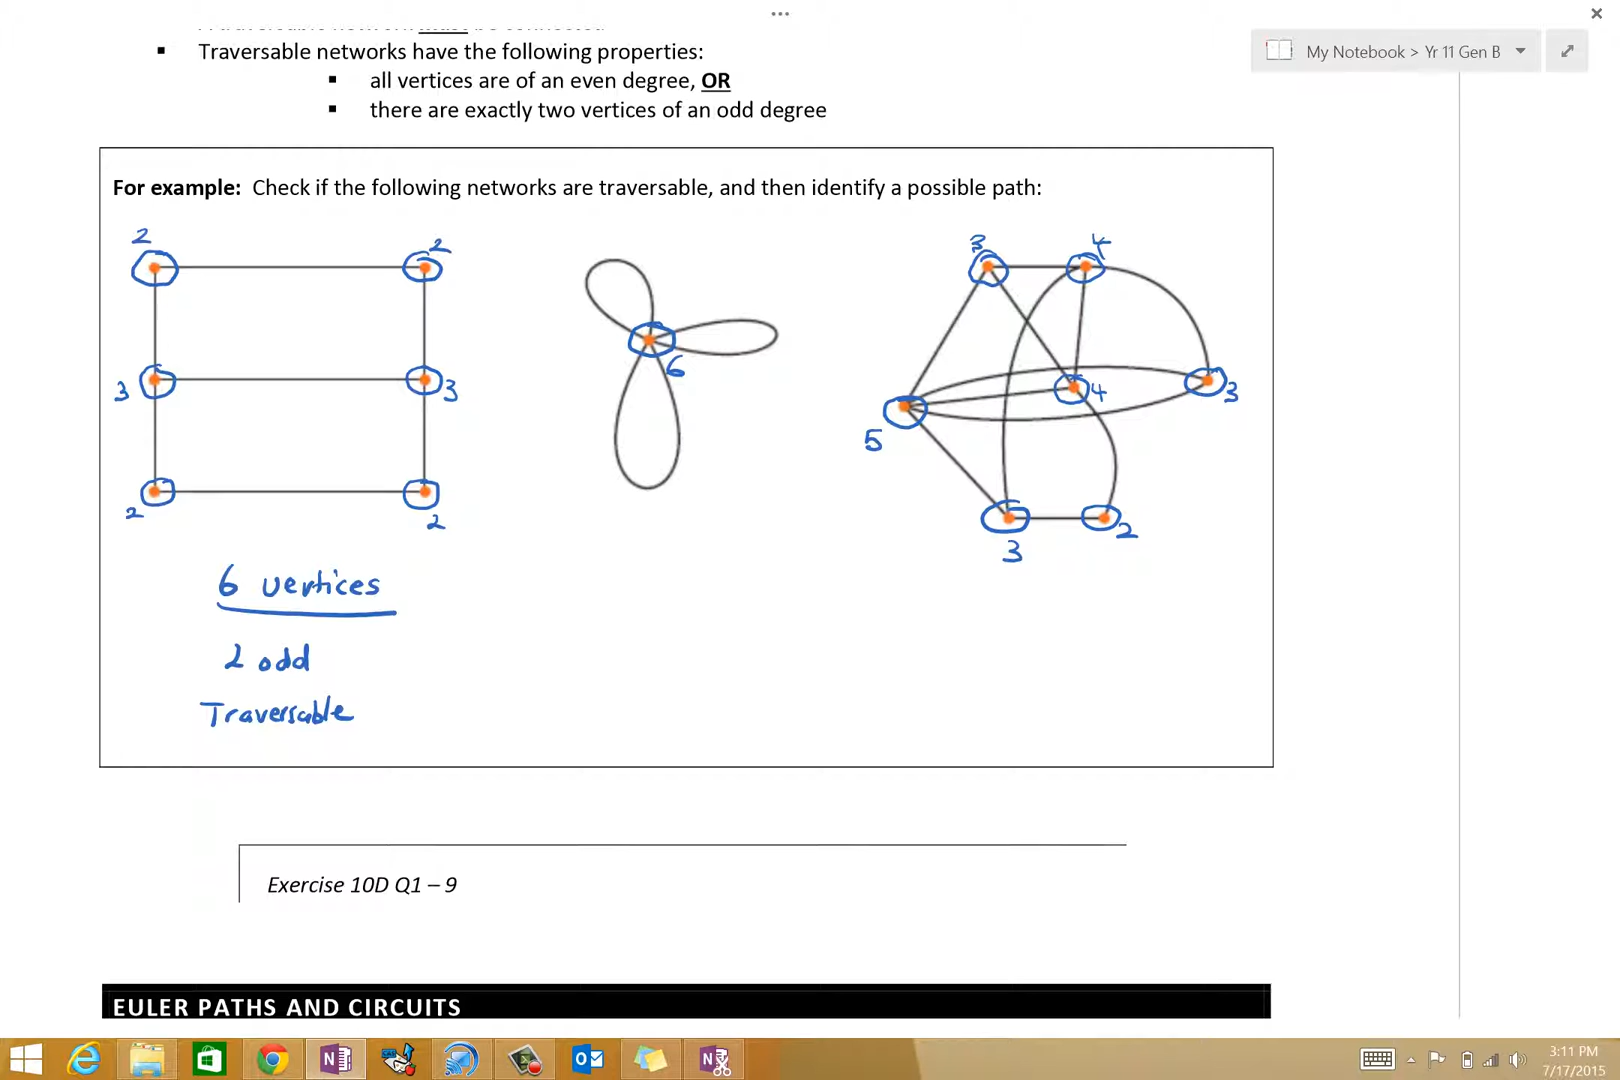 My Notebook > Yr 11 Gen B
Traversable networks have the following properties:
all vertices are of an even degree, OR
there are exactly two vertices of an odd degree
For example: Check if the following networks are traversable, and then identify a possible path:
2 2 3 4
6
3 3 4 3
5
2 2 3 2
6 vertices
2 odd
Traversable
Exercise 10D Q1 – 9
EULER PATHS AND CIRCUITS
3:11 PM
7/17/2015